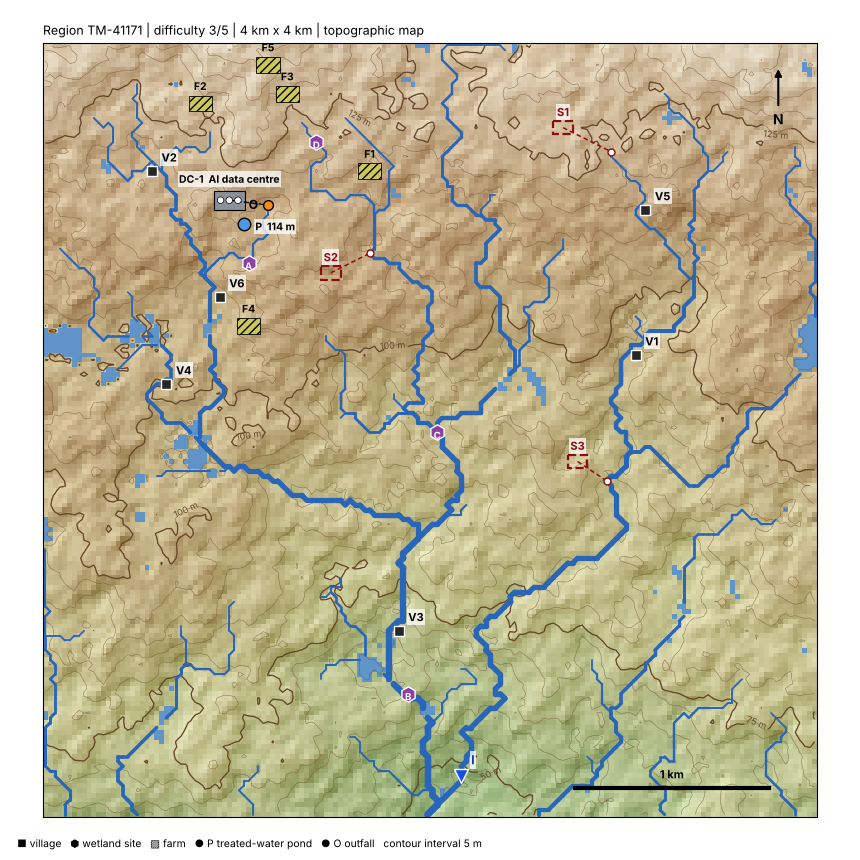 Region TM-41171 | difficulty 3/5 | 4 km x 4 km | topographic map
F5
F3
F2
S1
125 m
N
125 m
D
V2
F1
DC-1 AI data centre
V5
O
P 114 m
A
S2
V6
F4
100 m
V1
V4
C
100 m
S3
100 m
V3
B
75 m
I
50 m
1 km
village wetland site farm P treated-water pond O outfall contour interval 5 m